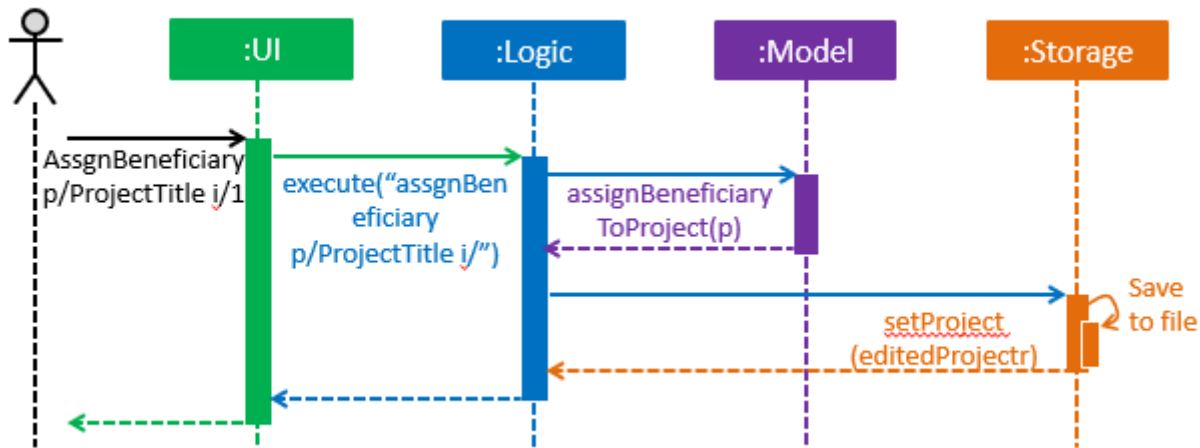 :UI
:Logic
:Model
:Storage
AssgnBeneficiary
p/ProjectTitle i/1
execute(“assgnBen
eficiary
p/ProjectTitle i/”)
assignBeneficiary
ToProject(p)
setProject
(editedProjectr)
Save
to file